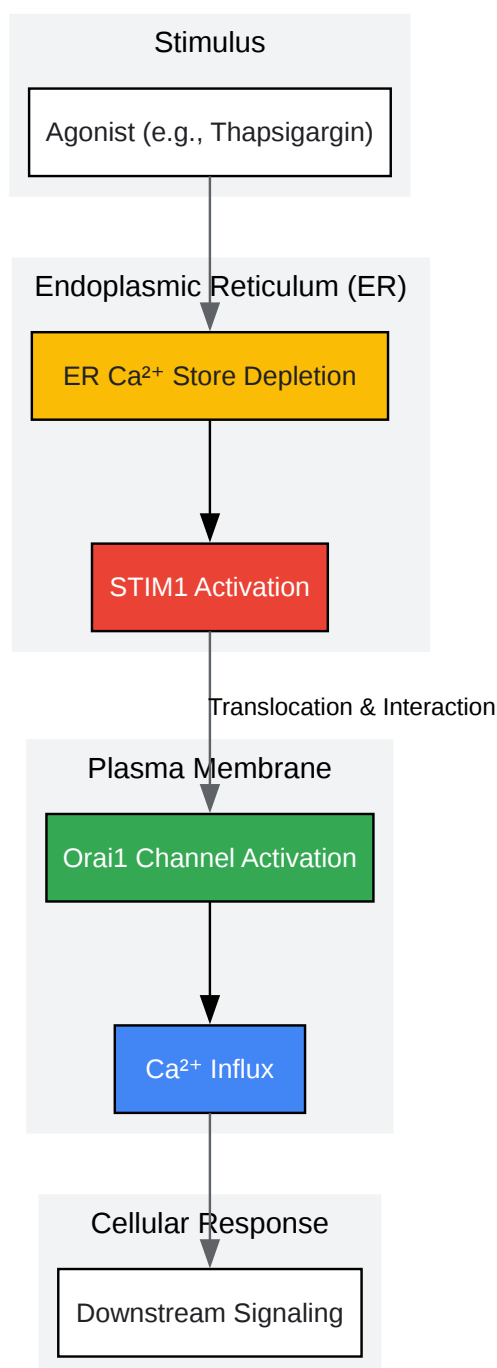 Stimulus
Agonist (e.g., Thapsigargin)
Endoplasmic Reticulum (ER)
ER Ca²⁺ Store Depletion
STIM1 Activation
Translocation & Interaction
Plasma Membrane
Orai1 Channel Activation
Ca²⁺ Influx
Cellular Response
Downstream Signaling